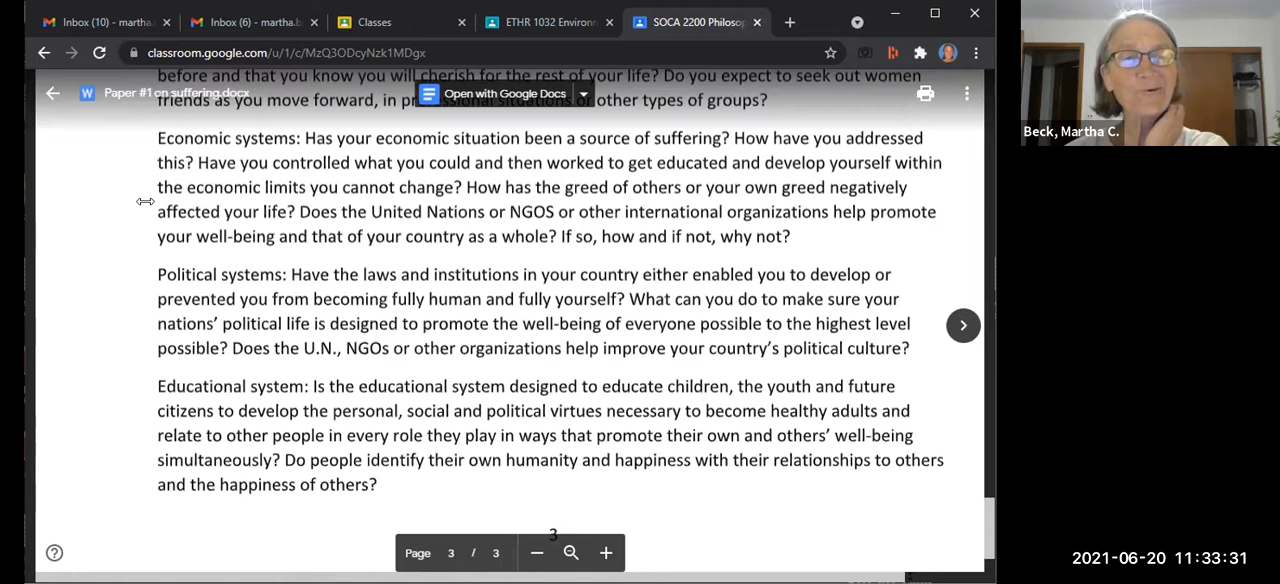 Inbox (10) - martha.
Inbox (6) - martha.b
Classes
ETHR 1032 Environm
SOCA 2200 Philosop
classroom.google.com/u/1/c/MzQ3ODcyNzk1MDgx
before and that you know you will cherish for the rest of your life? Do you expect to seek out women
Paper #1 on suffering.docx
Open with Google Docs
friends as you move forward, in professional situations or other types of groups?
Economic systems: Has your economic situation been a source of suffering? How have you addressed
this? Have you controlled what you could and then worked to get educated and develop yourself within
the economic limits you cannot change? How has the greed of others or your own greed negatively
affected your life? Does the United Nations or NGOS or other international organizations help promote
your well-being and that of your country as a whole? If so, how and if not, why not?
Political systems: Have the laws and institutions in your country either enabled you to develop or
prevented you from becoming fully human and fully yourself? What can you do to make sure your
nations’ political life is designed to promote the well-being of everyone possible to the highest level
possible? Does the U.N., NGOs or other organizations help improve your country’s political culture?
Educational system: Is the educational system designed to educate children, the youth and future
citizens to develop the personal, social and political virtues necessary to become healthy adults and
relate to other people in every role they play in ways that promote their own and others’ well-being
simultaneously? Do people identify their own humanity and happiness with their relationships to others
and the happiness of others?
3
Page 3 / 3
Beck, Martha C.
2021-06-20 11:33:31